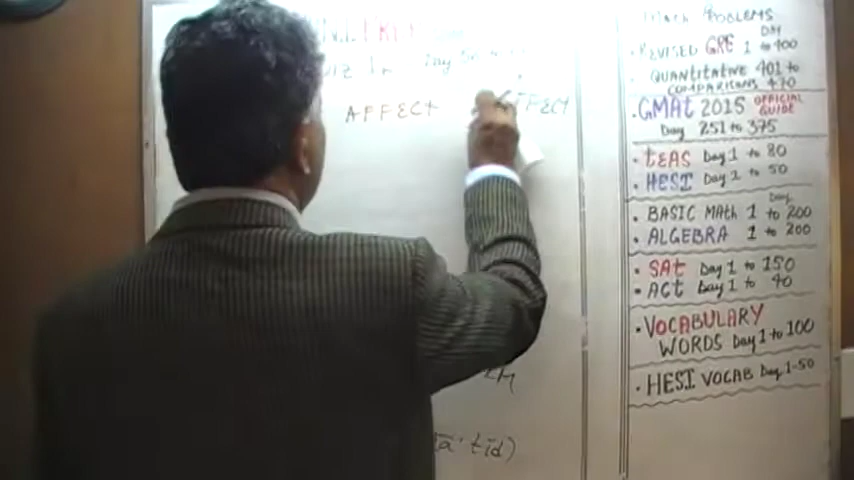 AFFECT
FFECT
Math PROBLEMS
DAY
• REVISED GRE 1 to 400
• QUANTITATIVE 401 to
COMPARISONS 470
• GMAt 2015 OFFICIAL GUIDE
Day 251 to 375
• tEAS Day 1 to 80
• HESI Day 1 to 50
Day
• BASIC MAth 1 to 200
• ALGEBRA 1 to 200
• SAt Day 1 to 150
• ACt Day 1 to 40
• VOCABULARY
WORDS Day 1 to 100
• HESI VOCAB Day 1-50